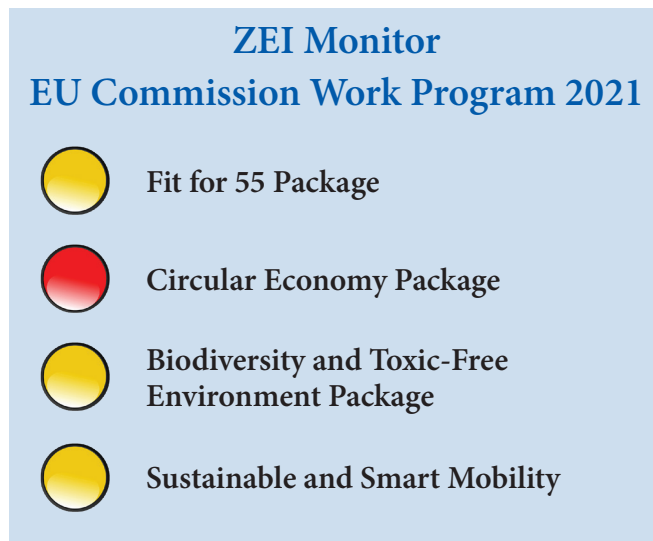 ZEI Monitor
EU Commission Work Program 2021
Fit for 55 Package
Circular Economy Package
Biodiversity and Toxic-Free
Environment Package
Sustainable and Smart Mobility